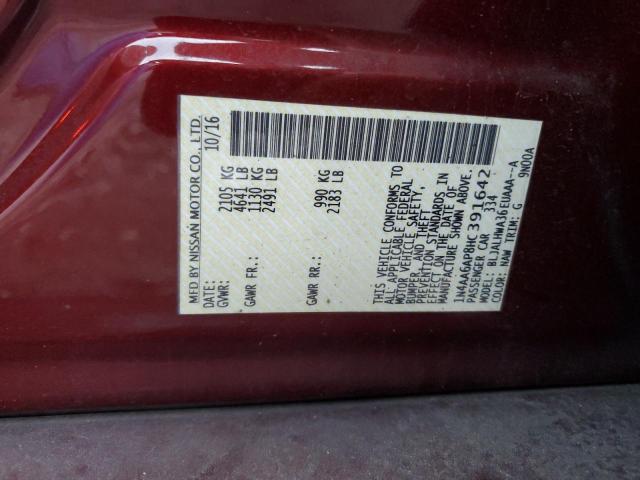 MFD BY NISSAN MOTOR CO., LTD.
DATE: 10/16
GVWR: 2105 KG
4641 LB
GAWR FR: 1130 KG
2491 LB
GAWR RR: 990 KG
2183 LB
THIS VEHICLE CONFORMS TO
ALL APPLICABLE FEDERAL
MOTOR VEHICLE SAFETY,
BUMPER, AND THEFT
PREVENTION STANDARDS IN
EFFECT ON THE DATE OF
MANUFACTURE SHOWN ABOVE.
1N4AA6AP8HC391642
PASSENGER CAR 334
MODEL: BLJALHWA36EUAAA--A
COLOR: NAW TRIM: G 9N00A